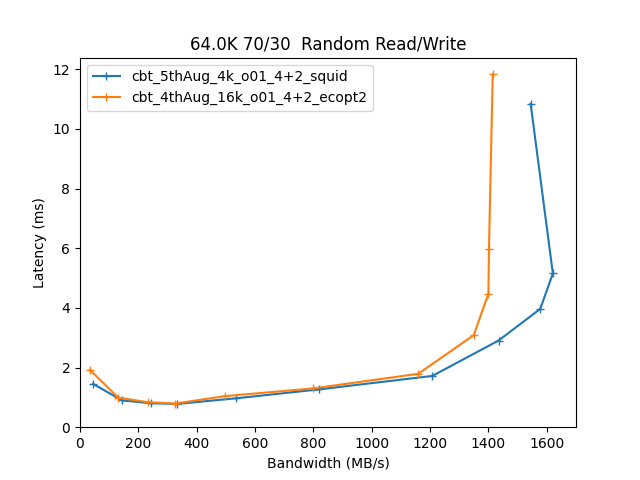 64.0K 70/30  Random Read/Write
cbt_5thAug_4k_o01_4+2_squid
cbt_4thAug_16k_o01_4+2_ecopt2
12
10
8
6
4
2
0
Latency (ms)
0 200 400 600 800 1000 1200 1400 1600
Bandwidth (MB/s)